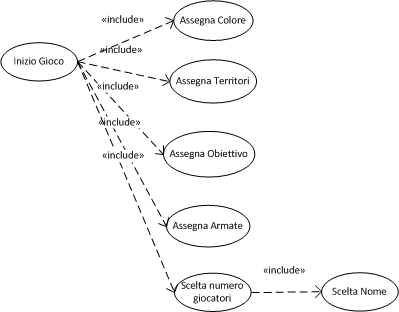 «include»
Assegna Colore
Inizio Gioco
«include»
Assegna Territori
«include»
«include»
Assegna Obiettivo
«include»
Assegna Armate
Scelta numero
giocatori
«include»
Scelta Nome